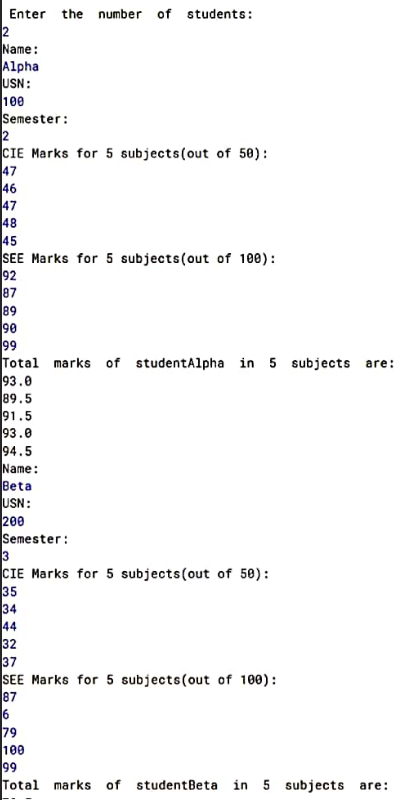 Enter the number of students:
2
Name:
Alpha
USN:
100
Semester:
2
CIE Marks for 5 subjects(out of 50):
47
46
47
48
45
SEE Marks for 5 subjects(out of 100):
92
87
89
90
99
Total marks of studentAlpha in 5 subjects are:
93.0
89.5
91.5
93.0
94.5
Name:
Beta
USN:
200
Semester:
3
CIE Marks for 5 subjects(out of 50):
35
34
44
32
37
SEE Marks for 5 subjects(out of 100):
87
6
79
100
99
Total marks of studentBeta in 5 subjects are: